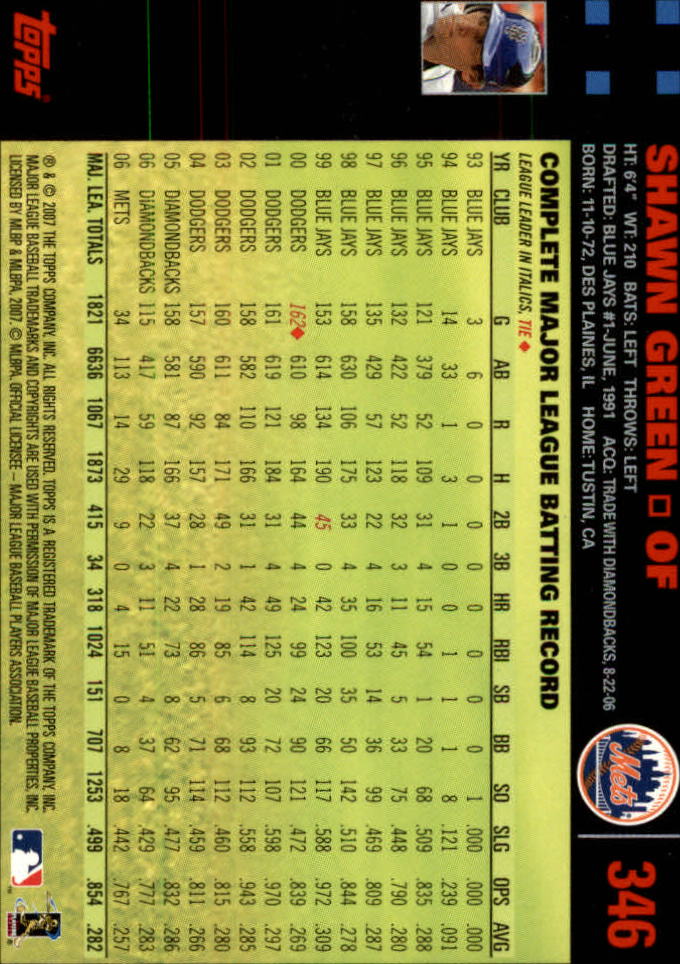 SHAWN GREEN □ OF
HT: 6'4" WT: 210 BATS: LEFT THROWS: LEFT
DRAFTED: BLUE JAYS #1-JUNE, 1991 ACQ: TRADE WITH DIAMONDBACKS, 8-22-06
BORN: 11-10-72, DES PLAINES, IL HOME: TUSTIN, CA
Mets
346
COMPLETE MAJOR LEAGUE BATTING RECORD
LEAGUE LEADER IN ITALICS, TIE ◆
YR CLUB G AB R H 2B 3B HR RBI SB BB SO SLG OPS AVG
93 BLUE JAYS 3 6 0 0 0 0 0 0 0 0 1 .000 .000 .000
94 BLUE JAYS 14 33 1 3 1 0 0 1 1 1 8 .121 .239 .091
95 BLUE JAYS 121 379 52 109 31 4 15 54 1 20 68 .509 .835 .288
96 BLUE JAYS 132 422 52 118 32 3 11 45 5 33 75 .448 .790 .280
97 BLUE JAYS 135 429 57 123 22 4 16 53 14 36 99 .469 .809 .287
98 BLUE JAYS 158 630 106 175 33 4 35 100 35 50 142 .510 .844 .278
99 BLUE JAYS 153 614 134 190 45 0 42 123 20 66 117 .588 .972 .309
00 DODGERS 162◆ 610 98 164 44 4 24 99 24 90 121 .472 .839 .269
01 DODGERS 161 619 121 184 31 4 49 125 20 72 107 .598 .970 .297
02 DODGERS 158 582 110 166 31 1 42 114 8 93 112 .558 .943 .285
03 DODGERS 160 611 84 171 49 2 19 85 6 68 112 .460 .815 .280
04 DODGERS 157 590 92 157 28 1 28 86 5 71 114 .459 .811 .266
05 DIAMONDBACKS 158 581 87 166 37 4 22 73 8 62 95 .477 .832 .286
06 DIAMONDBACKS 115 417 59 118 22 3 11 51 4 37 64 .429 .777 .283
06 METS 34 113 14 29 9 0 4 15 0 8 18 .442 .767 .257
MAJ. LEA. TOTALS 1821 6636 1067 1873 415 34 318 1024 151 707 1253 .499 .854 .282
® & © 2007 THE TOPPS COMPANY, INC. ALL RIGHTS RESERVED. TOPPS IS A REGISTERED TRADEMARK OF THE TOPPS COMPANY, INC.
MAJOR LEAGUE BASEBALL TRADEMARKS AND COPYRIGHTS ARE USED WITH PERMISSION OF MAJOR LEAGUE BASEBALL PROPERTIES, INC.
LICENSED BY MLBP & MLBPA, 2007. © MLBPA, OFFICIAL LICENSEE – MAJOR LEAGUE BASEBALL PLAYERS ASSOCIATION.
topps®